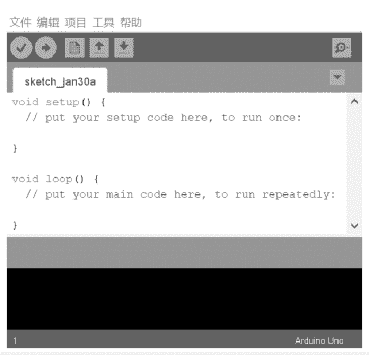 文件 编辑 项目 工具 帮助
sketch_jan30a
void setup() {
// put your setup code here, to run once:
}
void loop() {
// put your main code here, to run repeatedly:
}
1
Arduino Uno